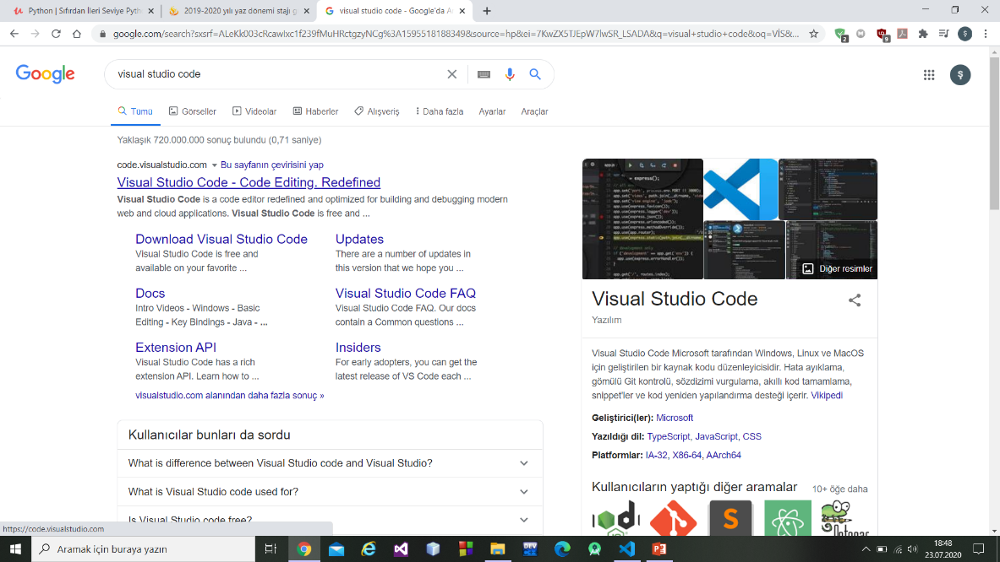 Python | Sıfırdan İleri Seviye Pyth
2019-2020 yılı yaz dönemi stajı g
visual studio code - Google'da A
google.com/search?sxsrf=ALeKk003cRcawlxc1f239fMuHRctgzyNCg%3A1595518188349&source=hp&ei=7KwZX5TJEpW7lwSR_LSADA&q=visual+studio+code&oq=VİS&...
2
9
Ş
Google
visual studio code
Ş
Tümü Görseller Videolar Haberler Alışveriş Daha fazla Ayarlar Araçlar
Yaklaşık 720.000.000 sonuç bulundu (0,71 saniye)
code.visualstudio.com Bu sayfanın çevirisini yap
Visual Studio Code - Code Editing. Redefined
Visual Studio Code is a code editor redefined and optimized for building and debugging modern
web and cloud applications. Visual Studio Code is free and ...
Download Visual Studio Code
Visual Studio Code is free and
available on your favorite ...
Updates
There are a number of updates in
this version that we hope you ...
Docs
Intro Videos - Windows - Basic
Editing - Key Bindings - Java - ...
Visual Studio Code FAQ
Visual Studio Code FAQ. Our docs
contain a Common questions ...
Extension API
Visual Studio Code has a rich
extension API. Learn how to ...
Insiders
For early adopters, you can get the
latest release of VS Code each ...
visualstudio.com alanından daha fazla sonuç »
Kullanıcılar bunları da sordu
What is difference between Visual Studio code and Visual Studio?
What is Visual Studio code used for?
Is Visual Studio code free?
Diğer resimler
Visual Studio Code
Yazılım
Visual Studio Code Microsoft tarafından Windows, Linux ve MacOS
için geliştirilen bir kaynak kodu düzenleyicisidir. Hata ayıklama,
gömülü Git kontrolü, sözdizimi vurgulama, akıllı kod tamamlama,
snippet'ler ve kod yeniden yapılandırma desteği içerir. Vikipedi
Geliştirici(ler): Microsoft
Yazıldığı dil: TypeScript, JavaScript, CSS
Platformlar: IA-32, X86-64, AArch64
Kullanıcıların yaptığı diğer aramalar
10+ öğe daha
https://code.visualstudio.com
Aramak için buraya yazın
DEV
18:48
23.07.2020